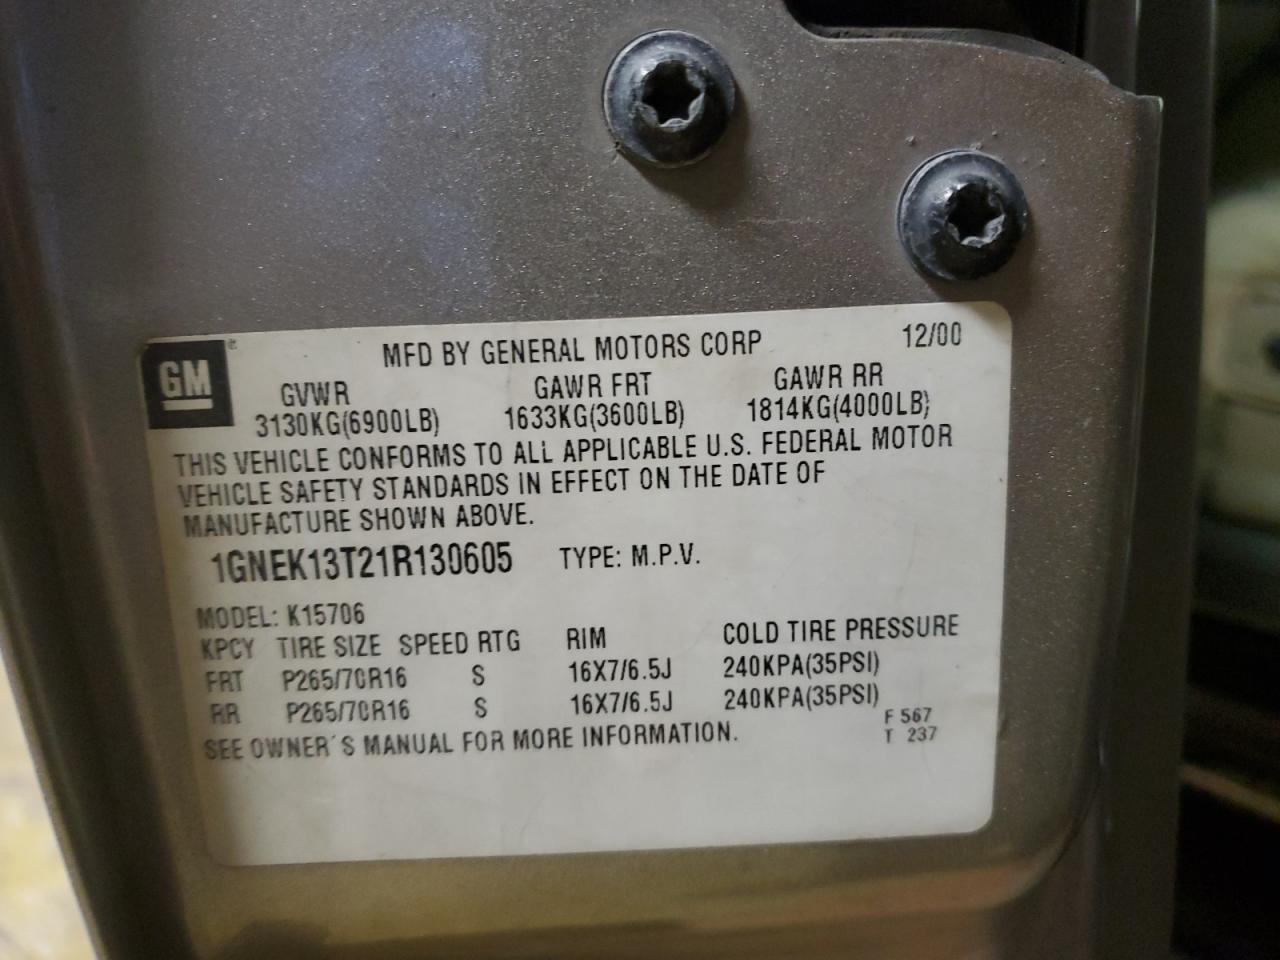 GM ®
MFD BY GENERAL MOTORS CORP 12/00
GVWR GAWR FRT GAWR RR
3130KG(6900LB) 1633KG(3600LB) 1814KG(4000LB)
THIS VEHICLE CONFORMS TO ALL APPLICABLE U.S. FEDERAL MOTOR
VEHICLE SAFETY STANDARDS IN EFFECT ON THE DATE OF
MANUFACTURE SHOWN ABOVE.
1GNEK13T21R130605 TYPE: M.P.V.
MODEL: K15706
KPCY TIRE SIZE SPEED RTG RIM COLD TIRE PRESSURE
FRT P265/70R16 S 16X7/6.5J 240KPA(35PSI)
RR P265/70R16 S 16X7/6.5J 240KPA(35PSI)
SEE OWNER'S MANUAL FOR MORE INFORMATION.
F 567
T 237